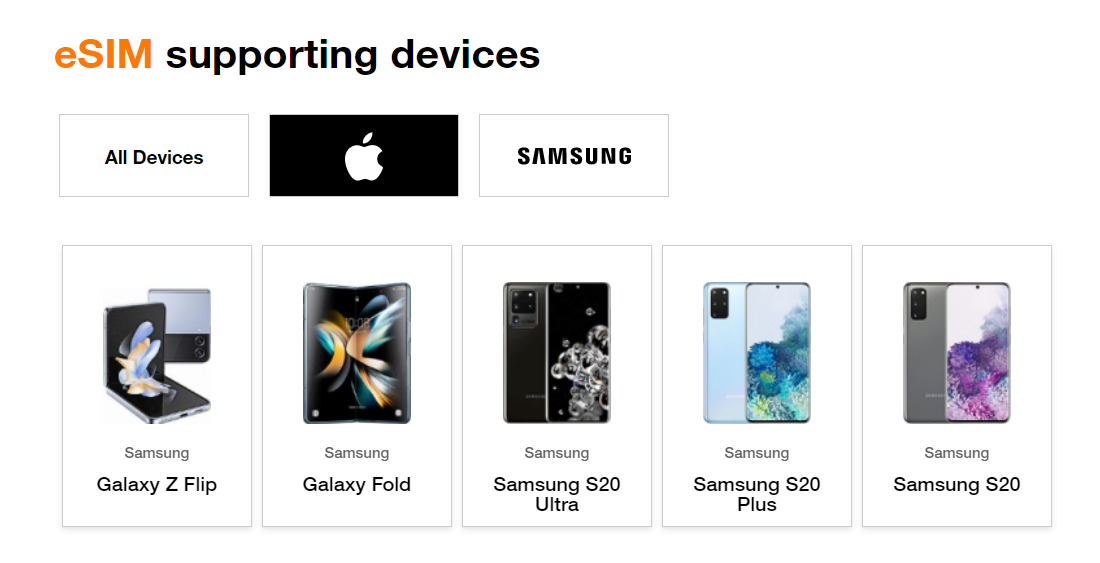 eSIM supporting devices
All Devices
SAMSUNG
Samsung
Galaxy Z Flip
Samsung
Galaxy Fold
Samsung
Samsung S20
Ultra
Samsung
Samsung S20
Plus
Samsung
Samsung S20